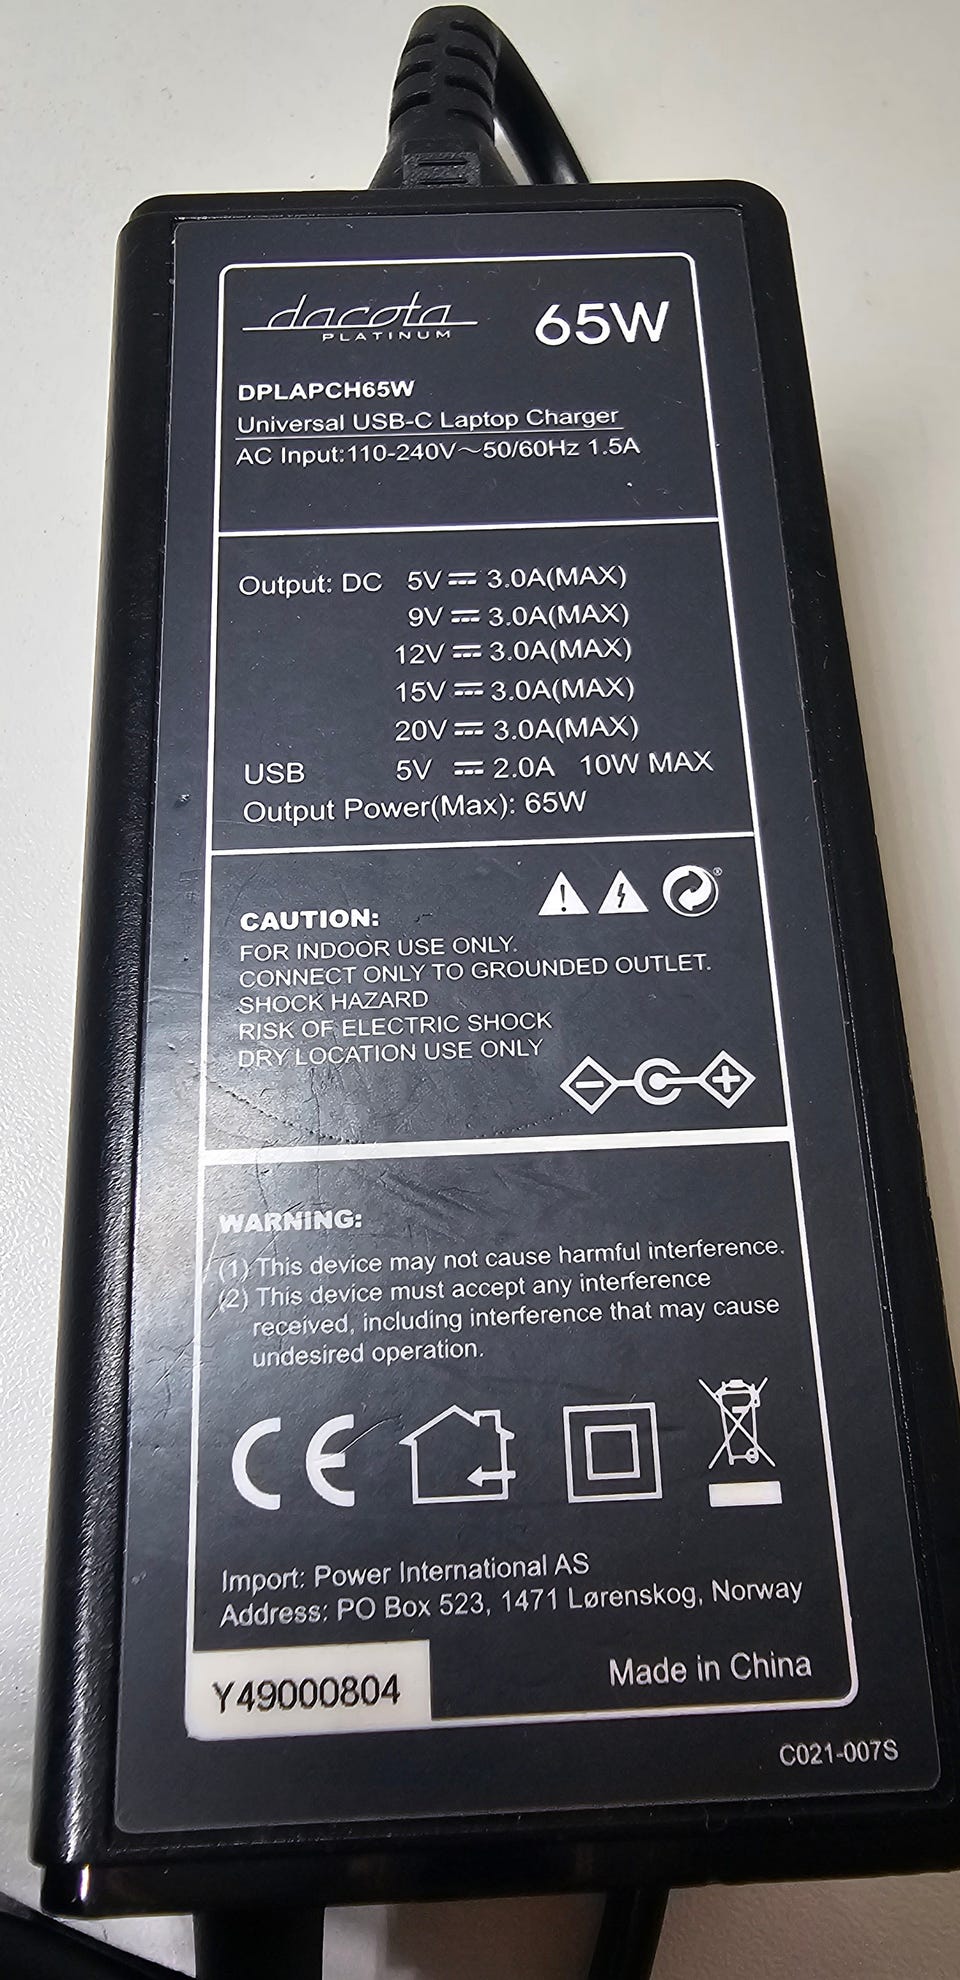 dacota
PLATINUM
65W
DPLAPCH65W
Universal USB-C Laptop Charger
AC Input:110-240V～50/60Hz 1.5A
Output: DC 5V⎓3.0A(MAX)
9V⎓3.0A(MAX)
12V⎓3.0A(MAX)
15V⎓3.0A(MAX)
20V⎓3.0A(MAX)
USB 5V ⎓2.0A 10W MAX
Output Power(Max): 65W
CAUTION:
FOR INDOOR USE ONLY.
CONNECT ONLY TO GROUNDED OUTLET.
SHOCK HAZARD
RISK OF ELECTRIC SHOCK
DRY LOCATION USE ONLY
WARNING:
(1) This device may not cause harmful interference.
(2) This device must accept any interference
received, including interference that may cause
undesired operation.
CE
Import: Power International AS
Address: PO Box 523, 1471 Lørenskog, Norway
Y49000804
Made in China
C021-007S